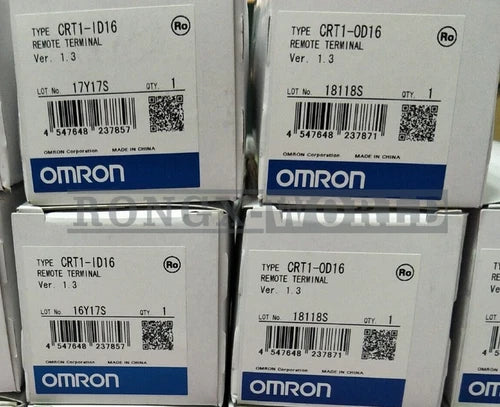 TYPE CRT1-ID16
REMOTE TERMINAL
Ver. 1.3
Ro
LOT No. 17Y17S QTY. 1
4 547648 237857
OMRON Corporation MADE IN CHINA
OMRON
TYPE CRT1-OD16
REMOTE TERMINAL
Ver. 1.3
Ro
LOT No. 18118S QTY. 1
4 547648 237871
OMRON Corporation MADE IN CHINA
OMRON
TYPE CRT1-ID16
REMOTE TERMINAL
Ver. 1.3
Ro
LOT No. 16Y17S QTY. 1
4 547648 237857
OMRON Corporation MADE IN CHINA
OMRON
TYPE CRT1-OD16
REMOTE TERMINAL
Ver. 1.3
Ro
LOT No. 18118S QTY. 1
4 547648 237871
OMRON Corporation MADE IN CHINA
OMRON